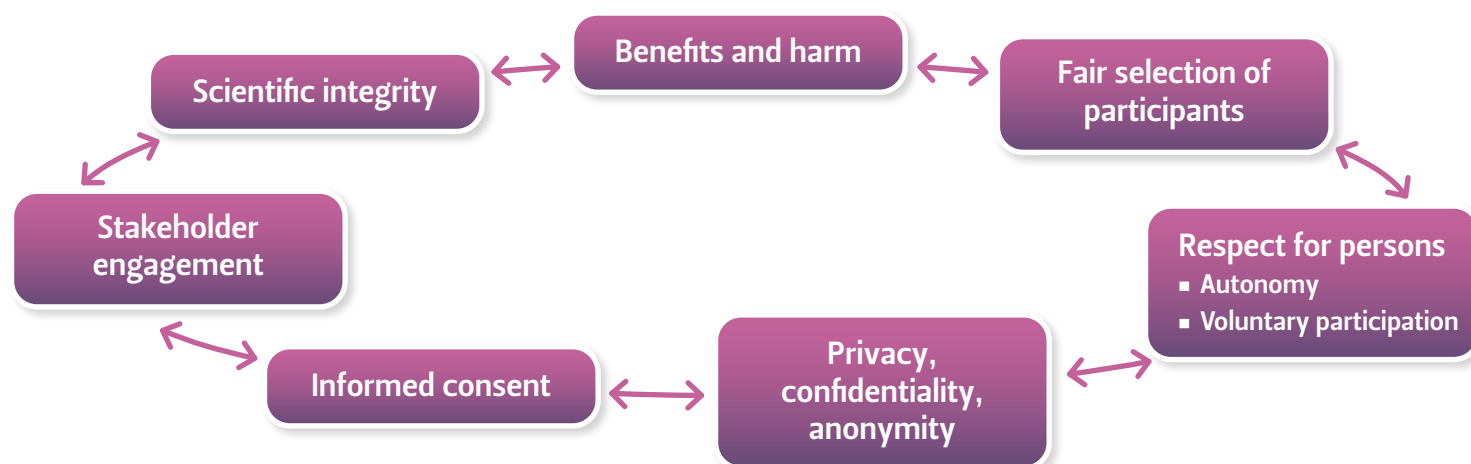 Benefits and harm
Scientific integrity
Fair selection of
participants
Stakeholder
engagement
Respect for persons
▪ Autonomy
▪ Voluntary participation
Privacy,
confidentiality,
anonymity
Informed consent